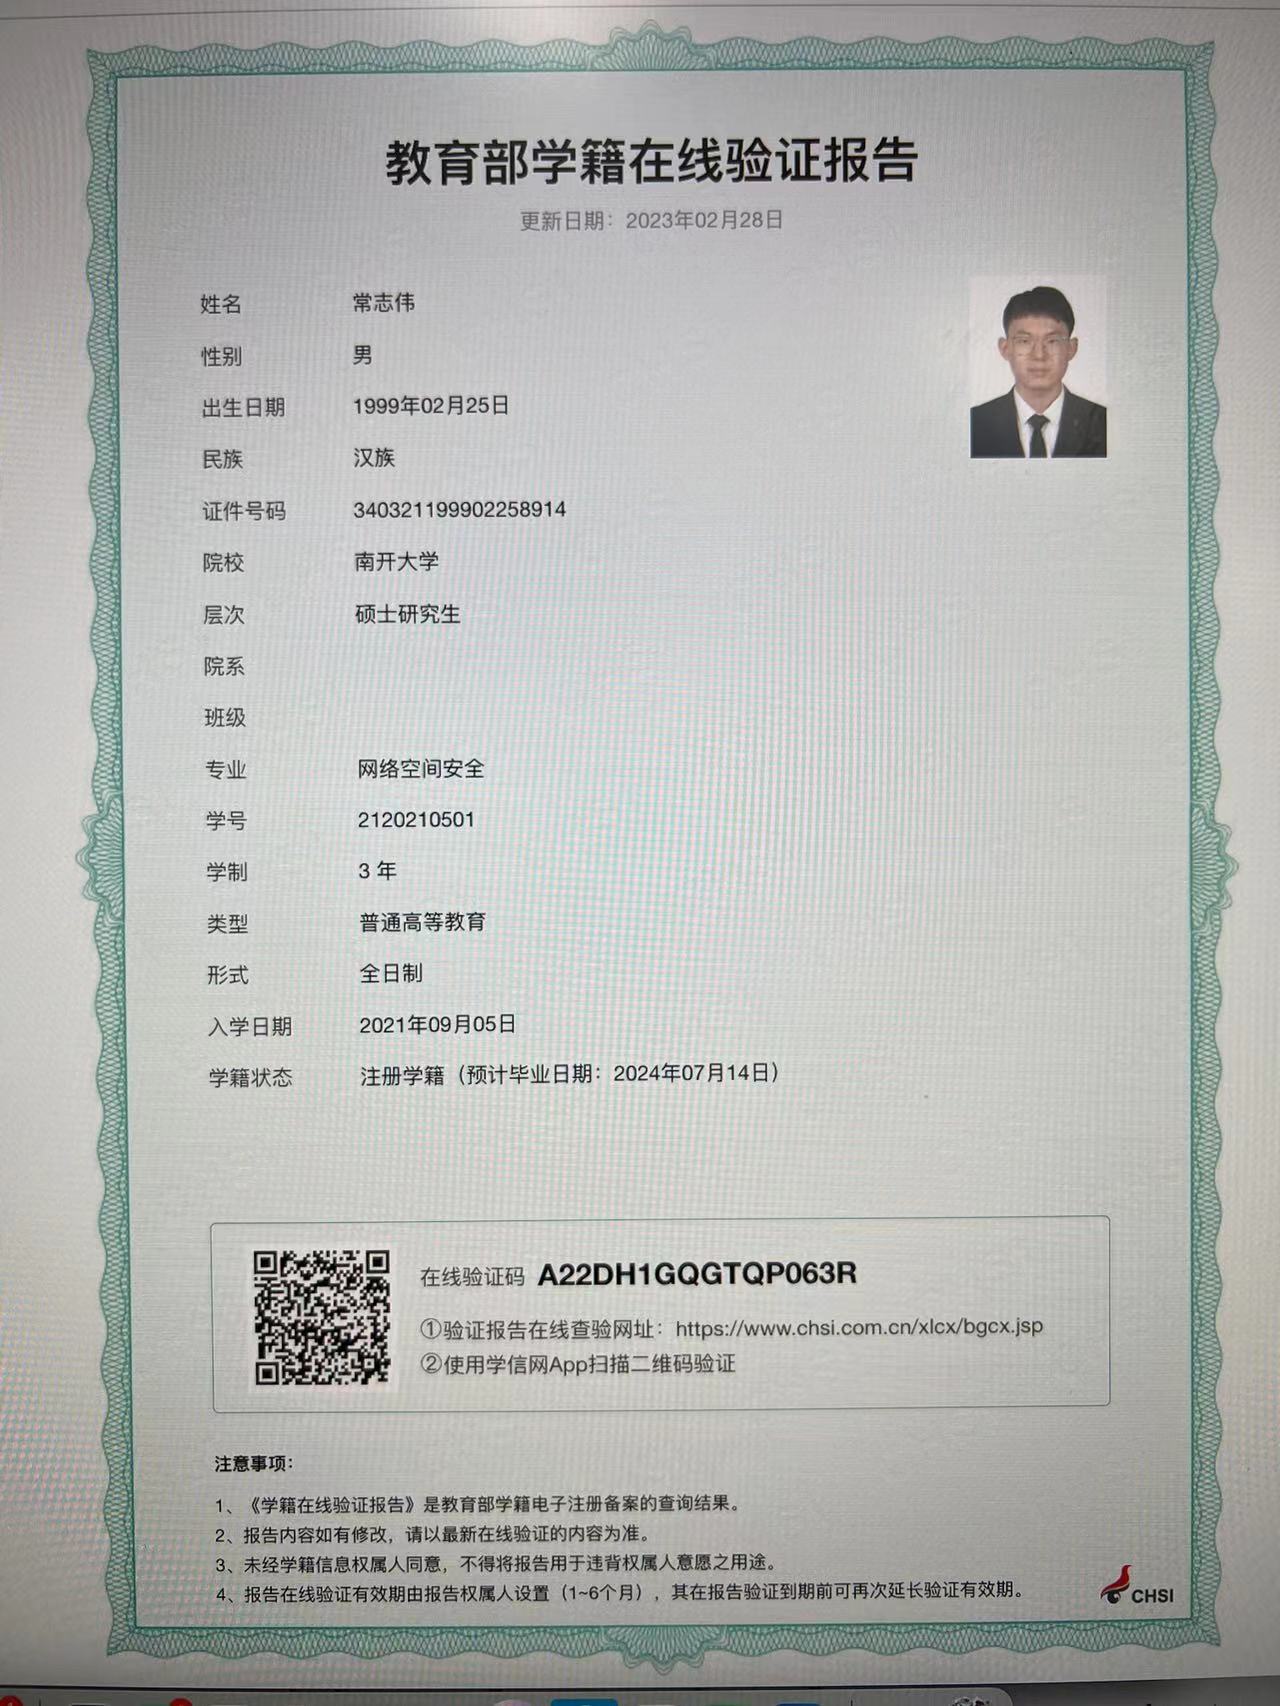 教育部学籍在线验证报告
更新日期：2023年02月28日
姓名 常志伟
性别 男
出生日期 1999年02月25日
民族 汉族
证件号码 340321199902258914
院校 南开大学
层次 硕士研究生
院系
班级
专业 网络空间安全
学号 2120210501
学制 3 年
类型 普通高等教育
形式 全日制
入学日期 2021年09月05日
学籍状态 注册学籍（预计毕业日期：2024年07月14日）
在线验证码 A22DH1GQGTQP063R
①验证报告在线查验网址：https://www.chsi.com.cn/xlcx/bgcx.jsp
②使用学信网App扫描二维码验证
注意事项：
1、《学籍在线验证报告》是教育部学籍电子注册备案的查询结果。
2、报告内容如有修改，请以最新在线验证的内容为准。
3、未经学籍信息权属人同意，不得将报告用于违背权属人意愿之用途。
4、报告在线验证有效期由报告权属人设置（1~6个月），其在报告验证到期前可再次延长验证有效期。
CHSI